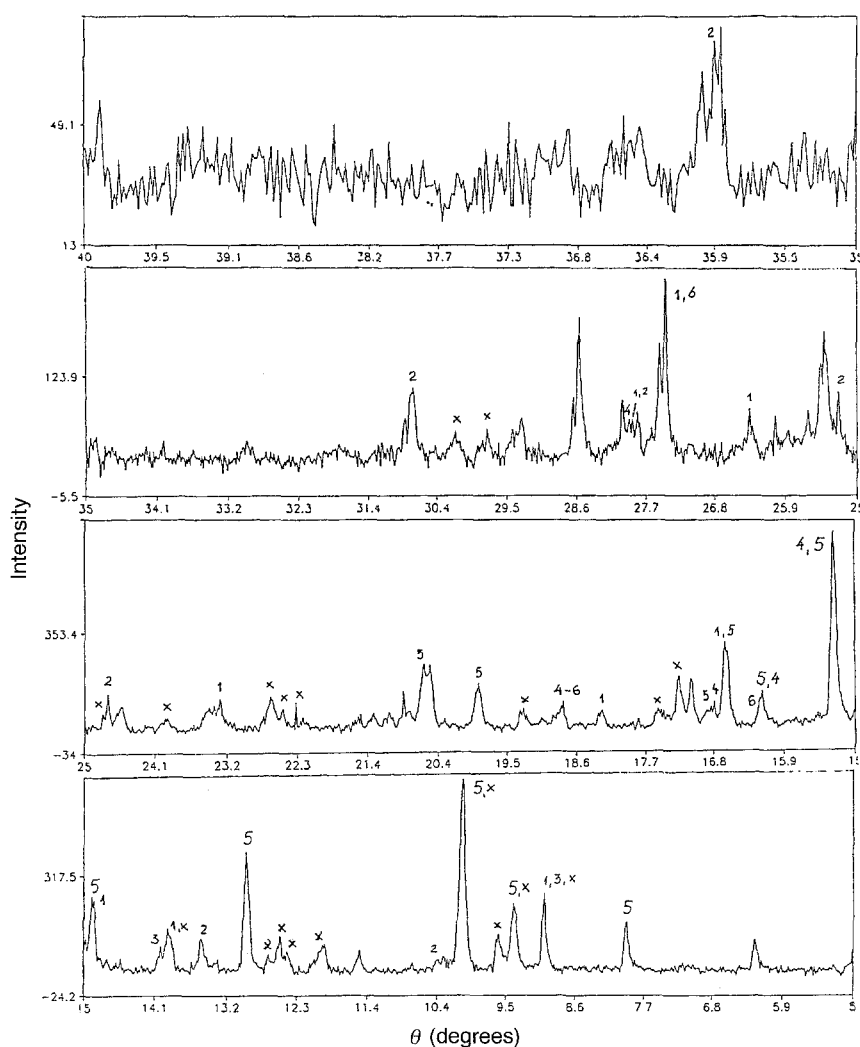 2
49.1
13
40 39.5 39.1 38.6 38.2 37.7 37.3 36.8 36.4 35.9 35.5 35
1,6
123.9
2 x x 4 1,2 1 2
-5.5
35 34.1 33.2 32.3 31.4 30.4 29.5 28.6 27.7 26.8 25.9 25
Intensity
4,5
353.4
x 2 x 1 x x x 5 5 x 4-6 1 x x 5 4 1,5 6 5,4
-34
25 24.1 23.2 22.3 21.4 20.4 19.5 18.6 17.7 16.8 15.9 15
5,x
317.5
5 1 3 1,x 2 5 x x x x 2 x 5,x 1,3,x 5
-24.2
15 14.1 13.2 12.3 11.4 10.4 9.5 8.6 7.7 6.8 5.9 5
θ (degrees)